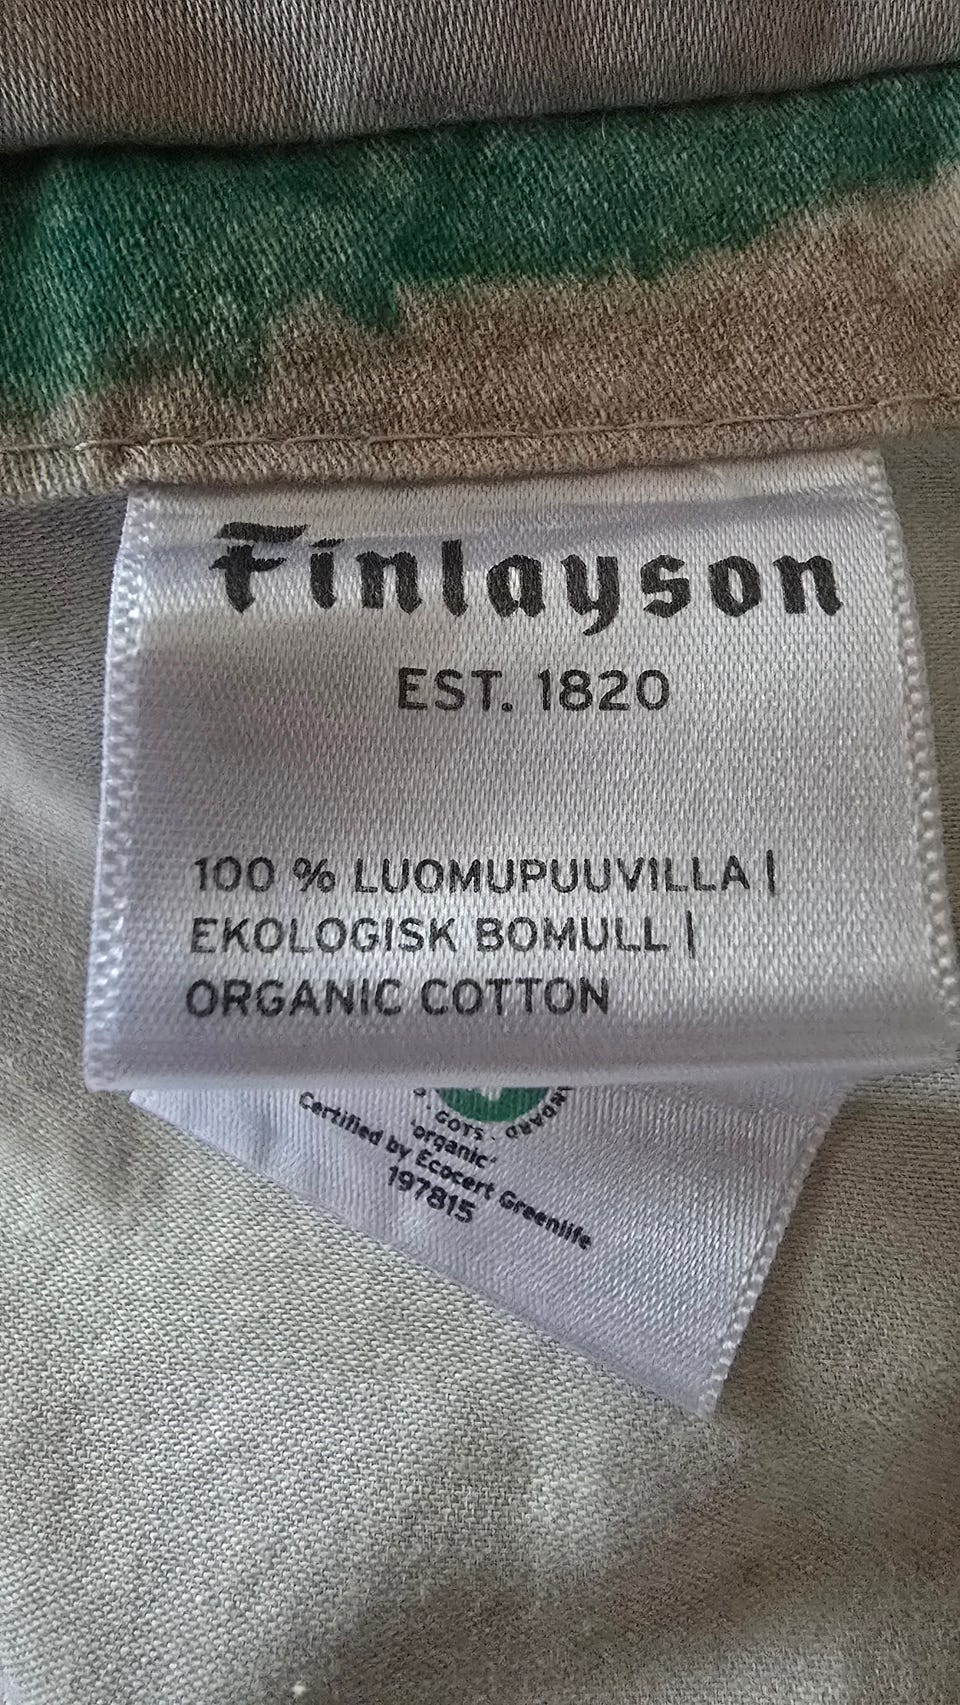 Finlayson
EST. 1820
100 % LUOMUPUUVILLA |
EKOLOGISK BOMULL |
ORGANIC COTTON
· GOTS ·
'organic'
Certified by Ecocert Greenlife
197815